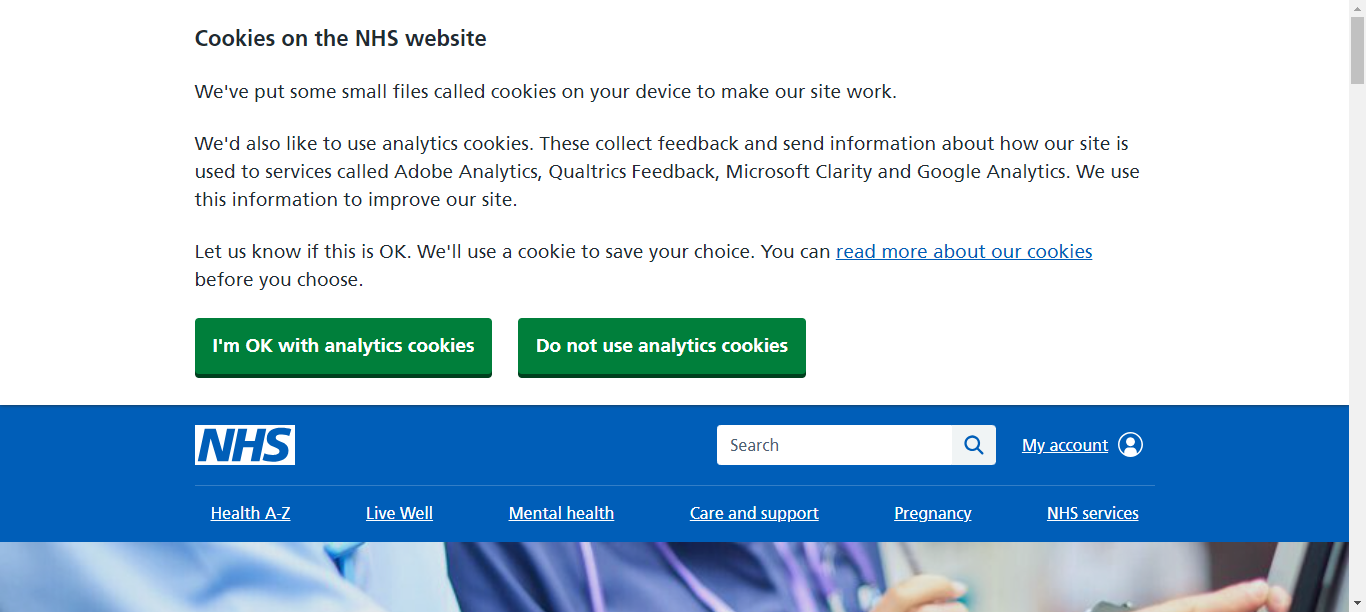 Cookies on the NHS website
We've put some small files called cookies on your device to make our site work.
We'd also like to use analytics cookies. These collect feedback and send information about how our site is
used to services called Adobe Analytics, Qualtrics Feedback, Microsoft Clarity and Google Analytics. We use
this information to improve our site.
Let us know if this is OK. We'll use a cookie to save your choice. You can read more about our cookies
before you choose.
I'm OK with analytics cookies Do not use analytics cookies
NHS Search My account
Health A-Z Live Well Mental health Care and support Pregnancy NHS services